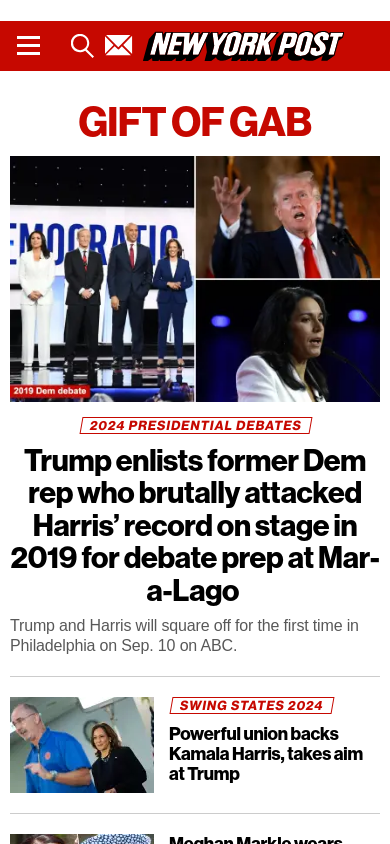 NEW YORK POST
GIFT OF GAB
EMOCRATIC
2019 Dem debate
2024 PRESIDENTIAL DEBATES
Trump enlists former Dem
rep who brutally attacked
Harris’ record on stage in
2019 for debate prep at Mar-
a-Lago
Trump and Harris will square off for the first time in
Philadelphia on Sep. 10 on ABC.
SWING STATES 2024
Powerful union backs
Kamala Harris, takes aim
at Trump
Meghan Markle wears